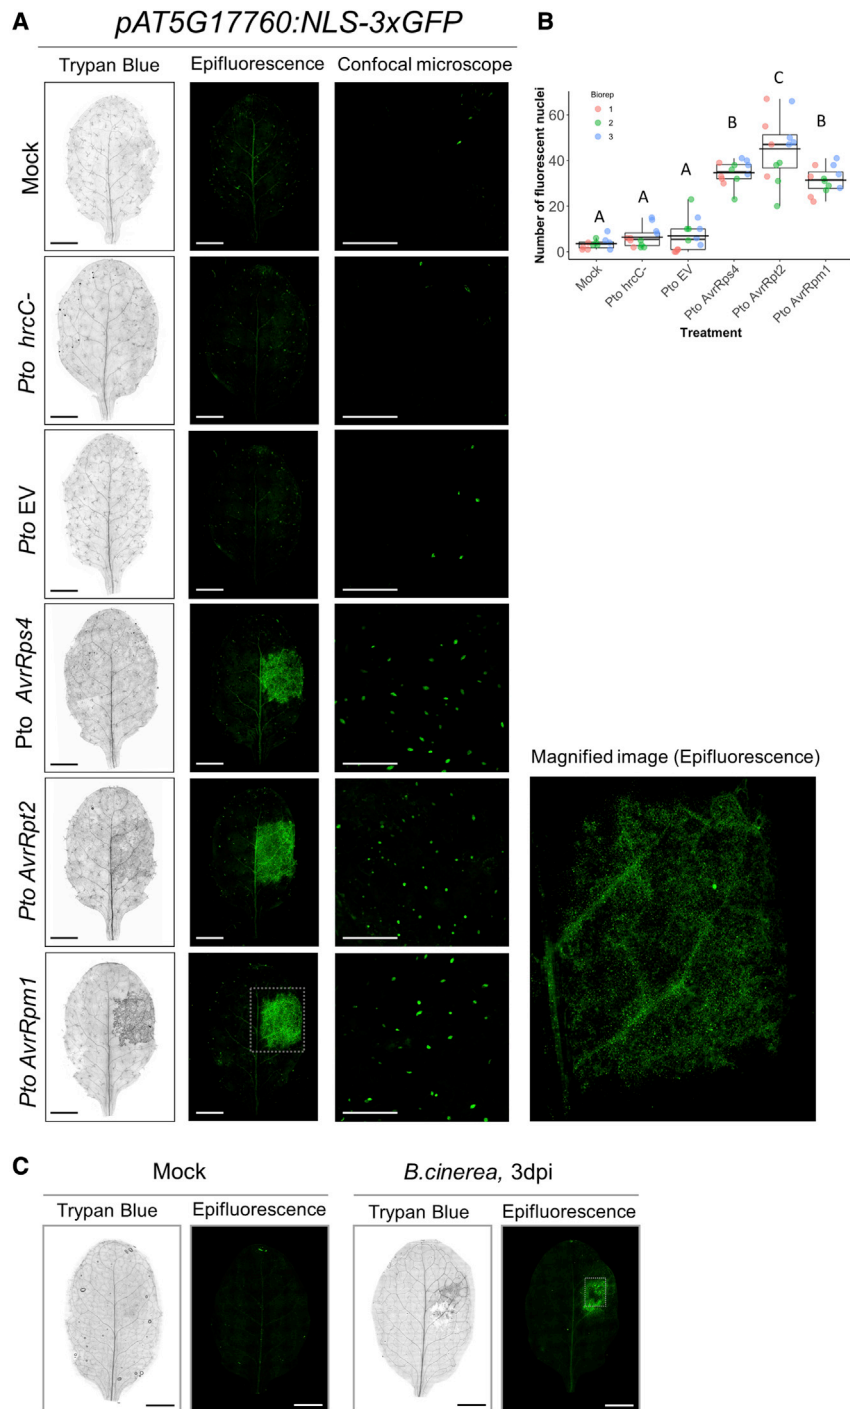 A
pAT5G17760:NLS-3xGFP
Trypan Blue
Epifluorescence
Confocal microscope
Mock
Pto hrcC-
Pto EV
Pto AvrRps4
Pto AvrRpt2
Pto AvrRpm1
B
Number of fluorescent nuclei
60
40
20
0
Biorep
1
2
3
A
A
A
B
C
B
Mock
Pto hrcC-
Pto EV
Pto AvrRps4
Pto AvrRpt2
Pto AvrRpm1
Treatment
Magnified image (Epifluorescence)
C
Mock
B.cinerea, 3dpi
Trypan Blue
Epifluorescence
Trypan Blue
Epifluorescence